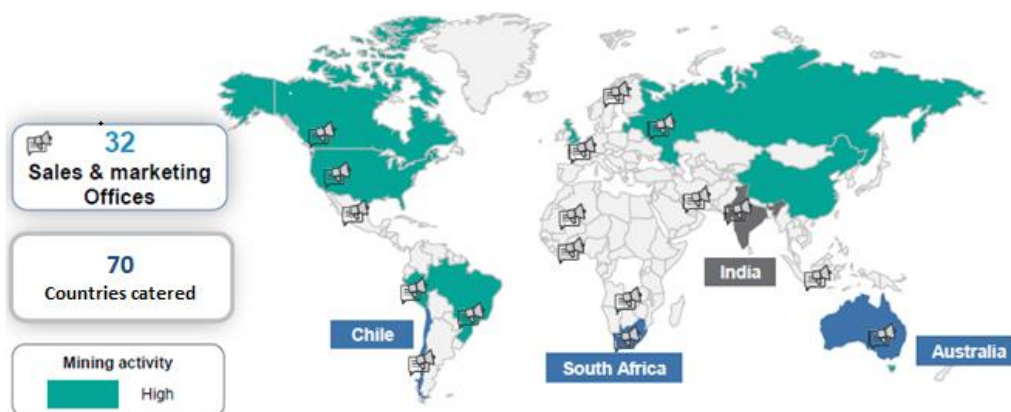 32
Sales & marketing
Offices
70
Countries catered
Mining activity
High
Chile
South Africa
India
Australia